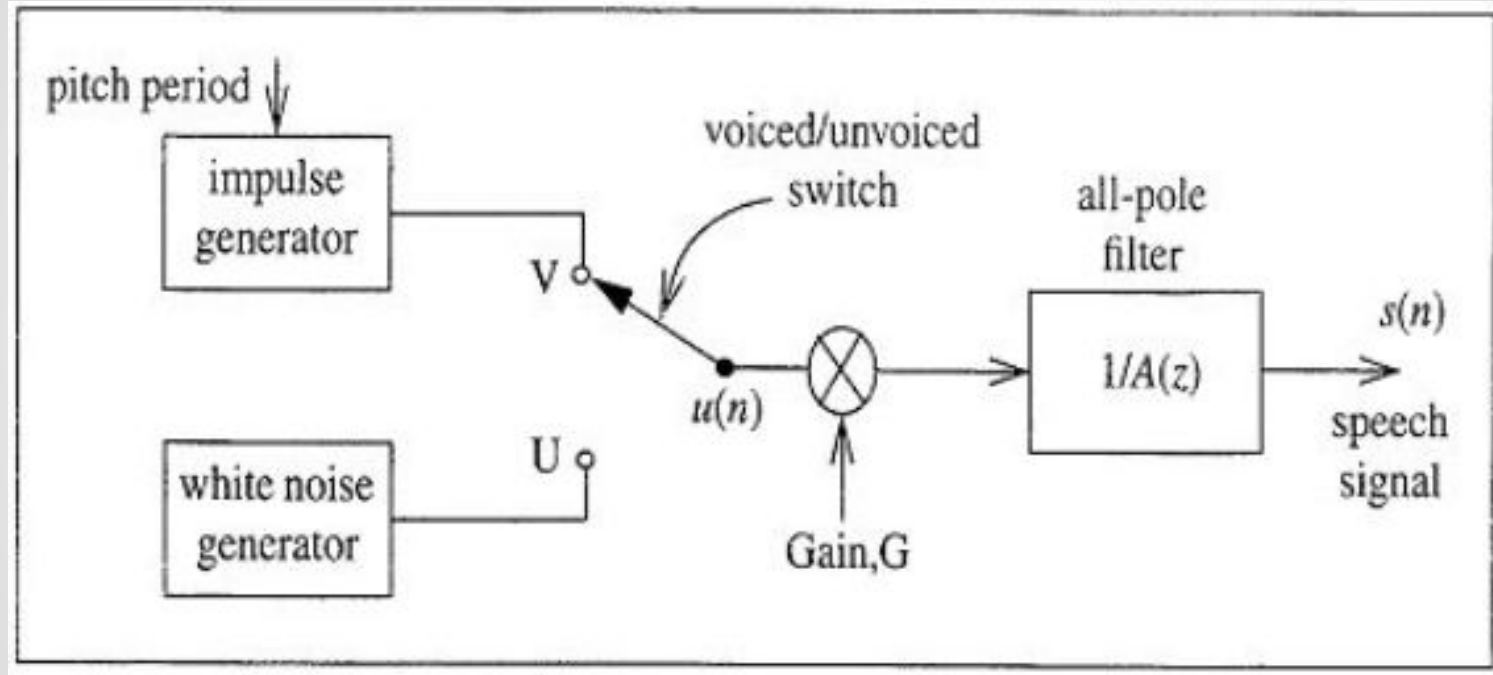 pitch period
impulse
generator
voiced/unvoiced
switch
all-pole
filter
V
u(n)
1/A(z)
s(n)
speech
signal
U
white noise
generator
Gain,G